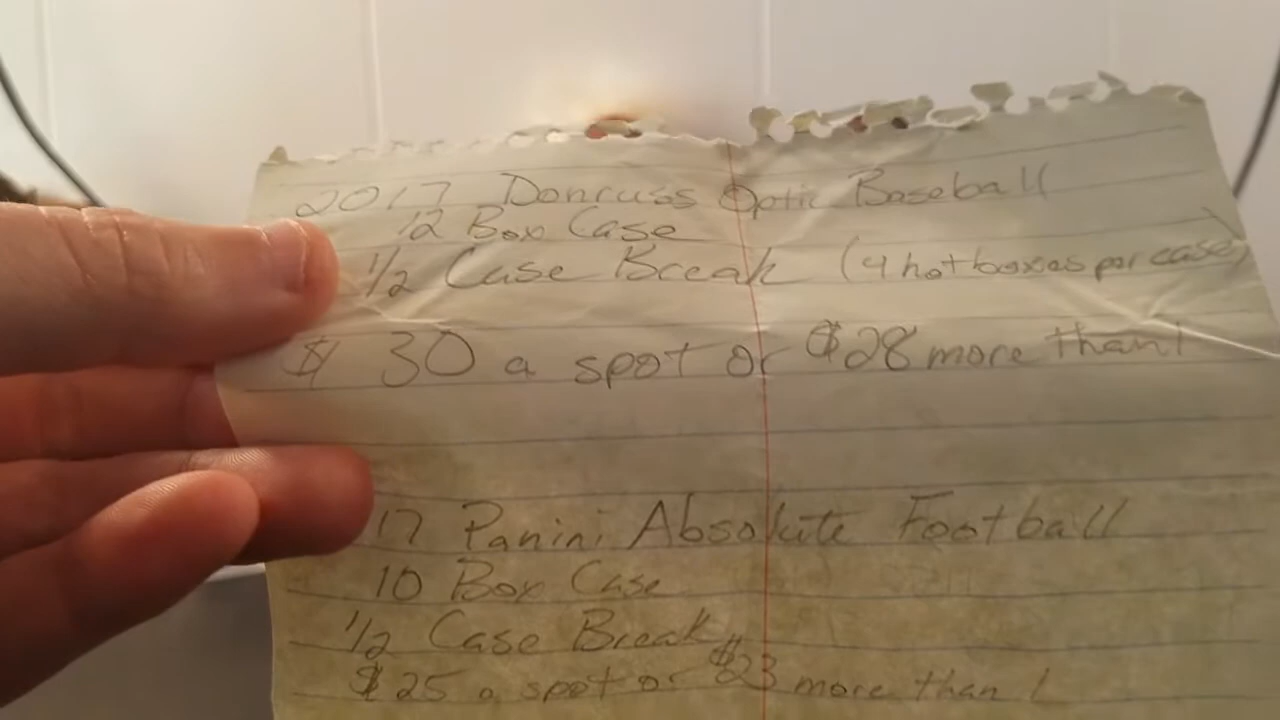 2017 Donruss Optic Baseball
12 Box Case
1/2 Case Break (4 hot boxes per case)
$30 a spot or $28 more than 1
17 Panini Absolute Football
10 Box Case
1/2 Case Break
$25 a spot or $23 more than 1